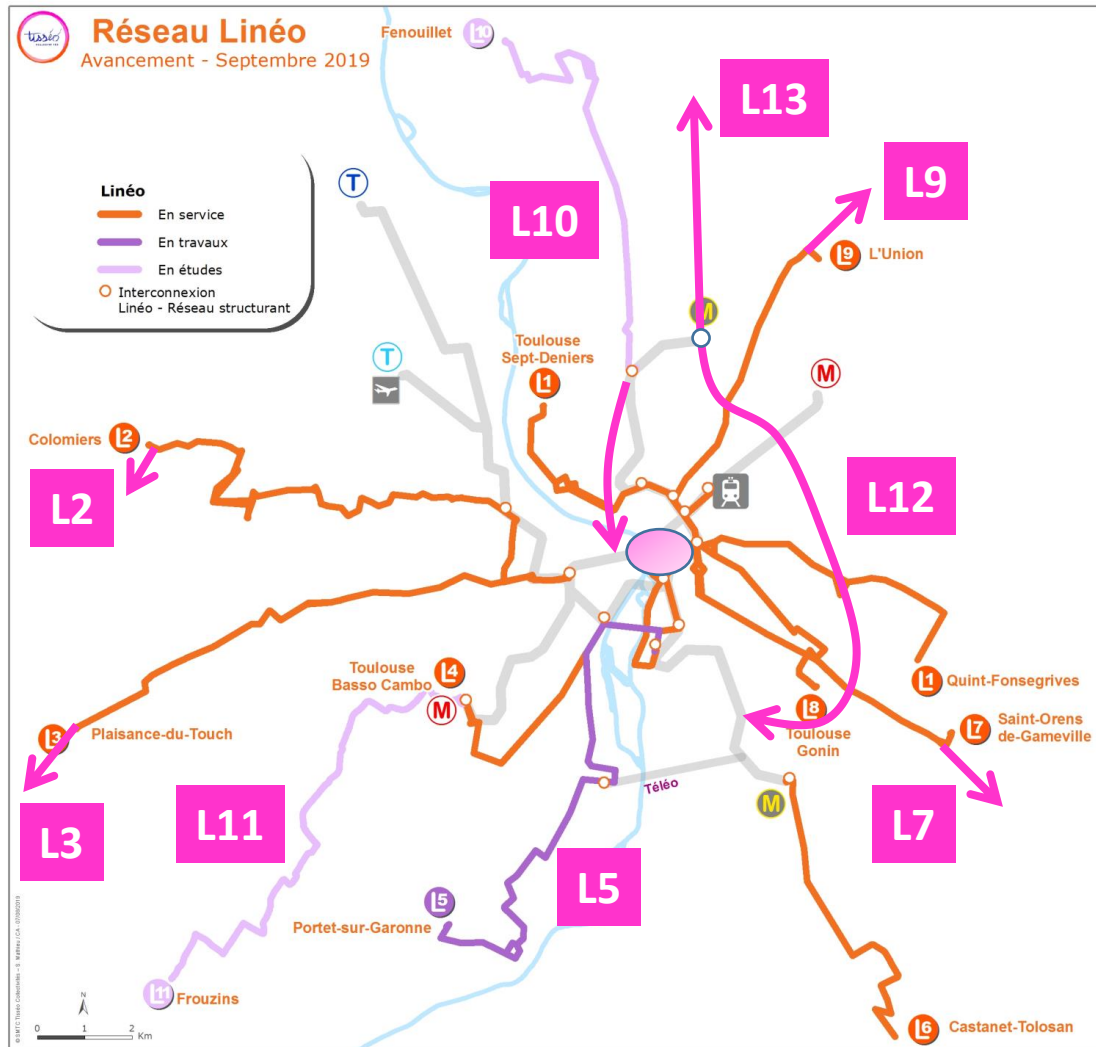 tisséo
Réseau Linéo
Avancement - Septembre 2019
Linéo
En service
En travaux
En études
Interconnexion
Linéo - Réseau structurant
Fenouillet
L10
L13
L9
L10
T
L9
L'Union
M
T
Toulouse
Sept-Deniers
L1
M
Colomiers
L2
L2
L12
Toulouse
Basso Cambo
L4
M
L1
Quint-Fonsegrives
L3
Plaisance-du-Touch
L8
Toulouse
Gonin
L7
Saint-Orens
de-Gameville
Téléo
M
L3
L11
L7
L5
L5
Portet-sur-Garonne
L11
Frouzins
N
0 1 2
Km
L6
Castanet-Tolosan